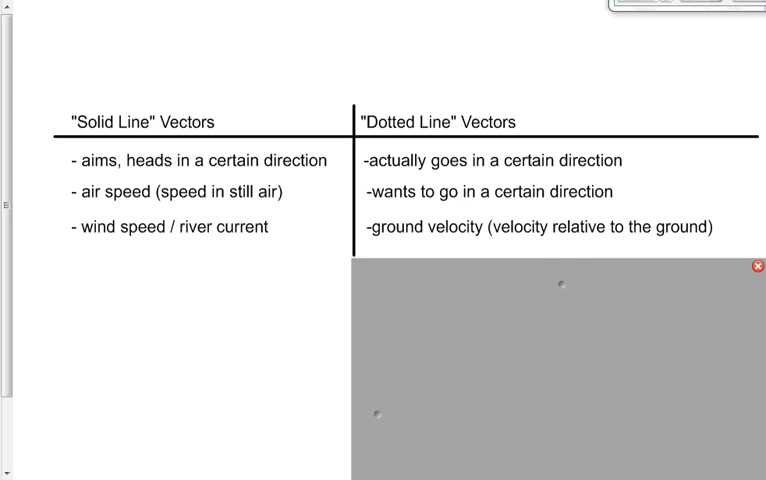 "Solid Line" Vectors
"Dotted Line" Vectors
- aims, heads in a certain direction
-actually goes in a certain direction
- air speed (speed in still air)
-wants to go in a certain direction
- wind speed / river current
-ground velocity (velocity relative to the ground)